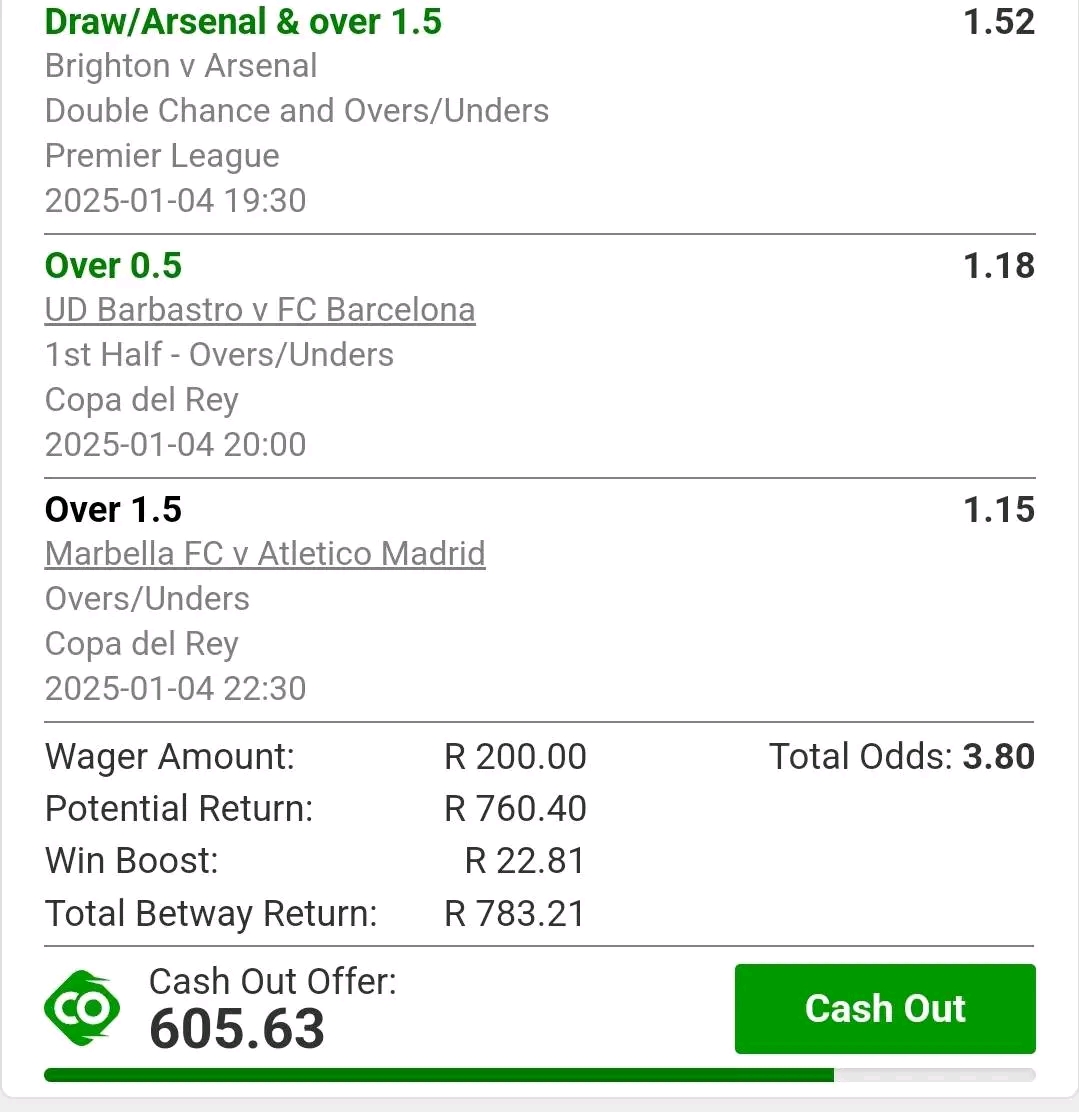 Draw/Arsenal & over 1.5 1.52
Brighton v Arsenal
Double Chance and Overs/Unders
Premier League
2025-01-04 19:30
Over 0.5 1.18
UD Barbastro v FC Barcelona
1st Half - Overs/Unders
Copa del Rey
2025-01-04 20:00
Over 1.5 1.15
Marbella FC v Atletico Madrid
Overs/Unders
Copa del Rey
2025-01-04 22:30
Wager Amount: R 200.00 Total Odds: 3.80
Potential Return: R 760.40
Win Boost: R 22.81
Total Betway Return: R 783.21
CO Cash Out Offer:
605.63
Cash Out